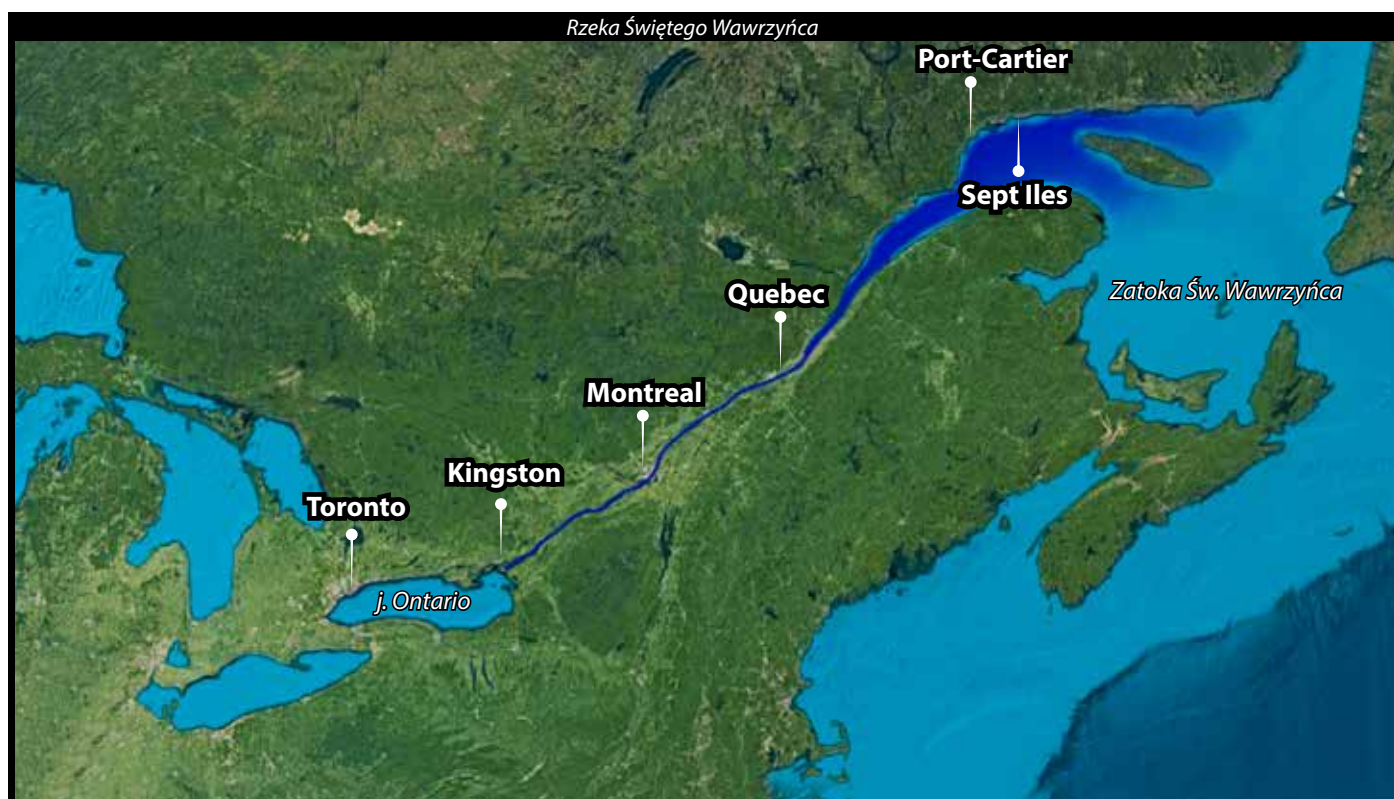 Rzeka Świętego Wawrzyńca
Port-Cartier
Sept Iles
Quebec
Zatoka Św. Wawrzyńca
Montreal
Kingston
Toronto
j. Ontario